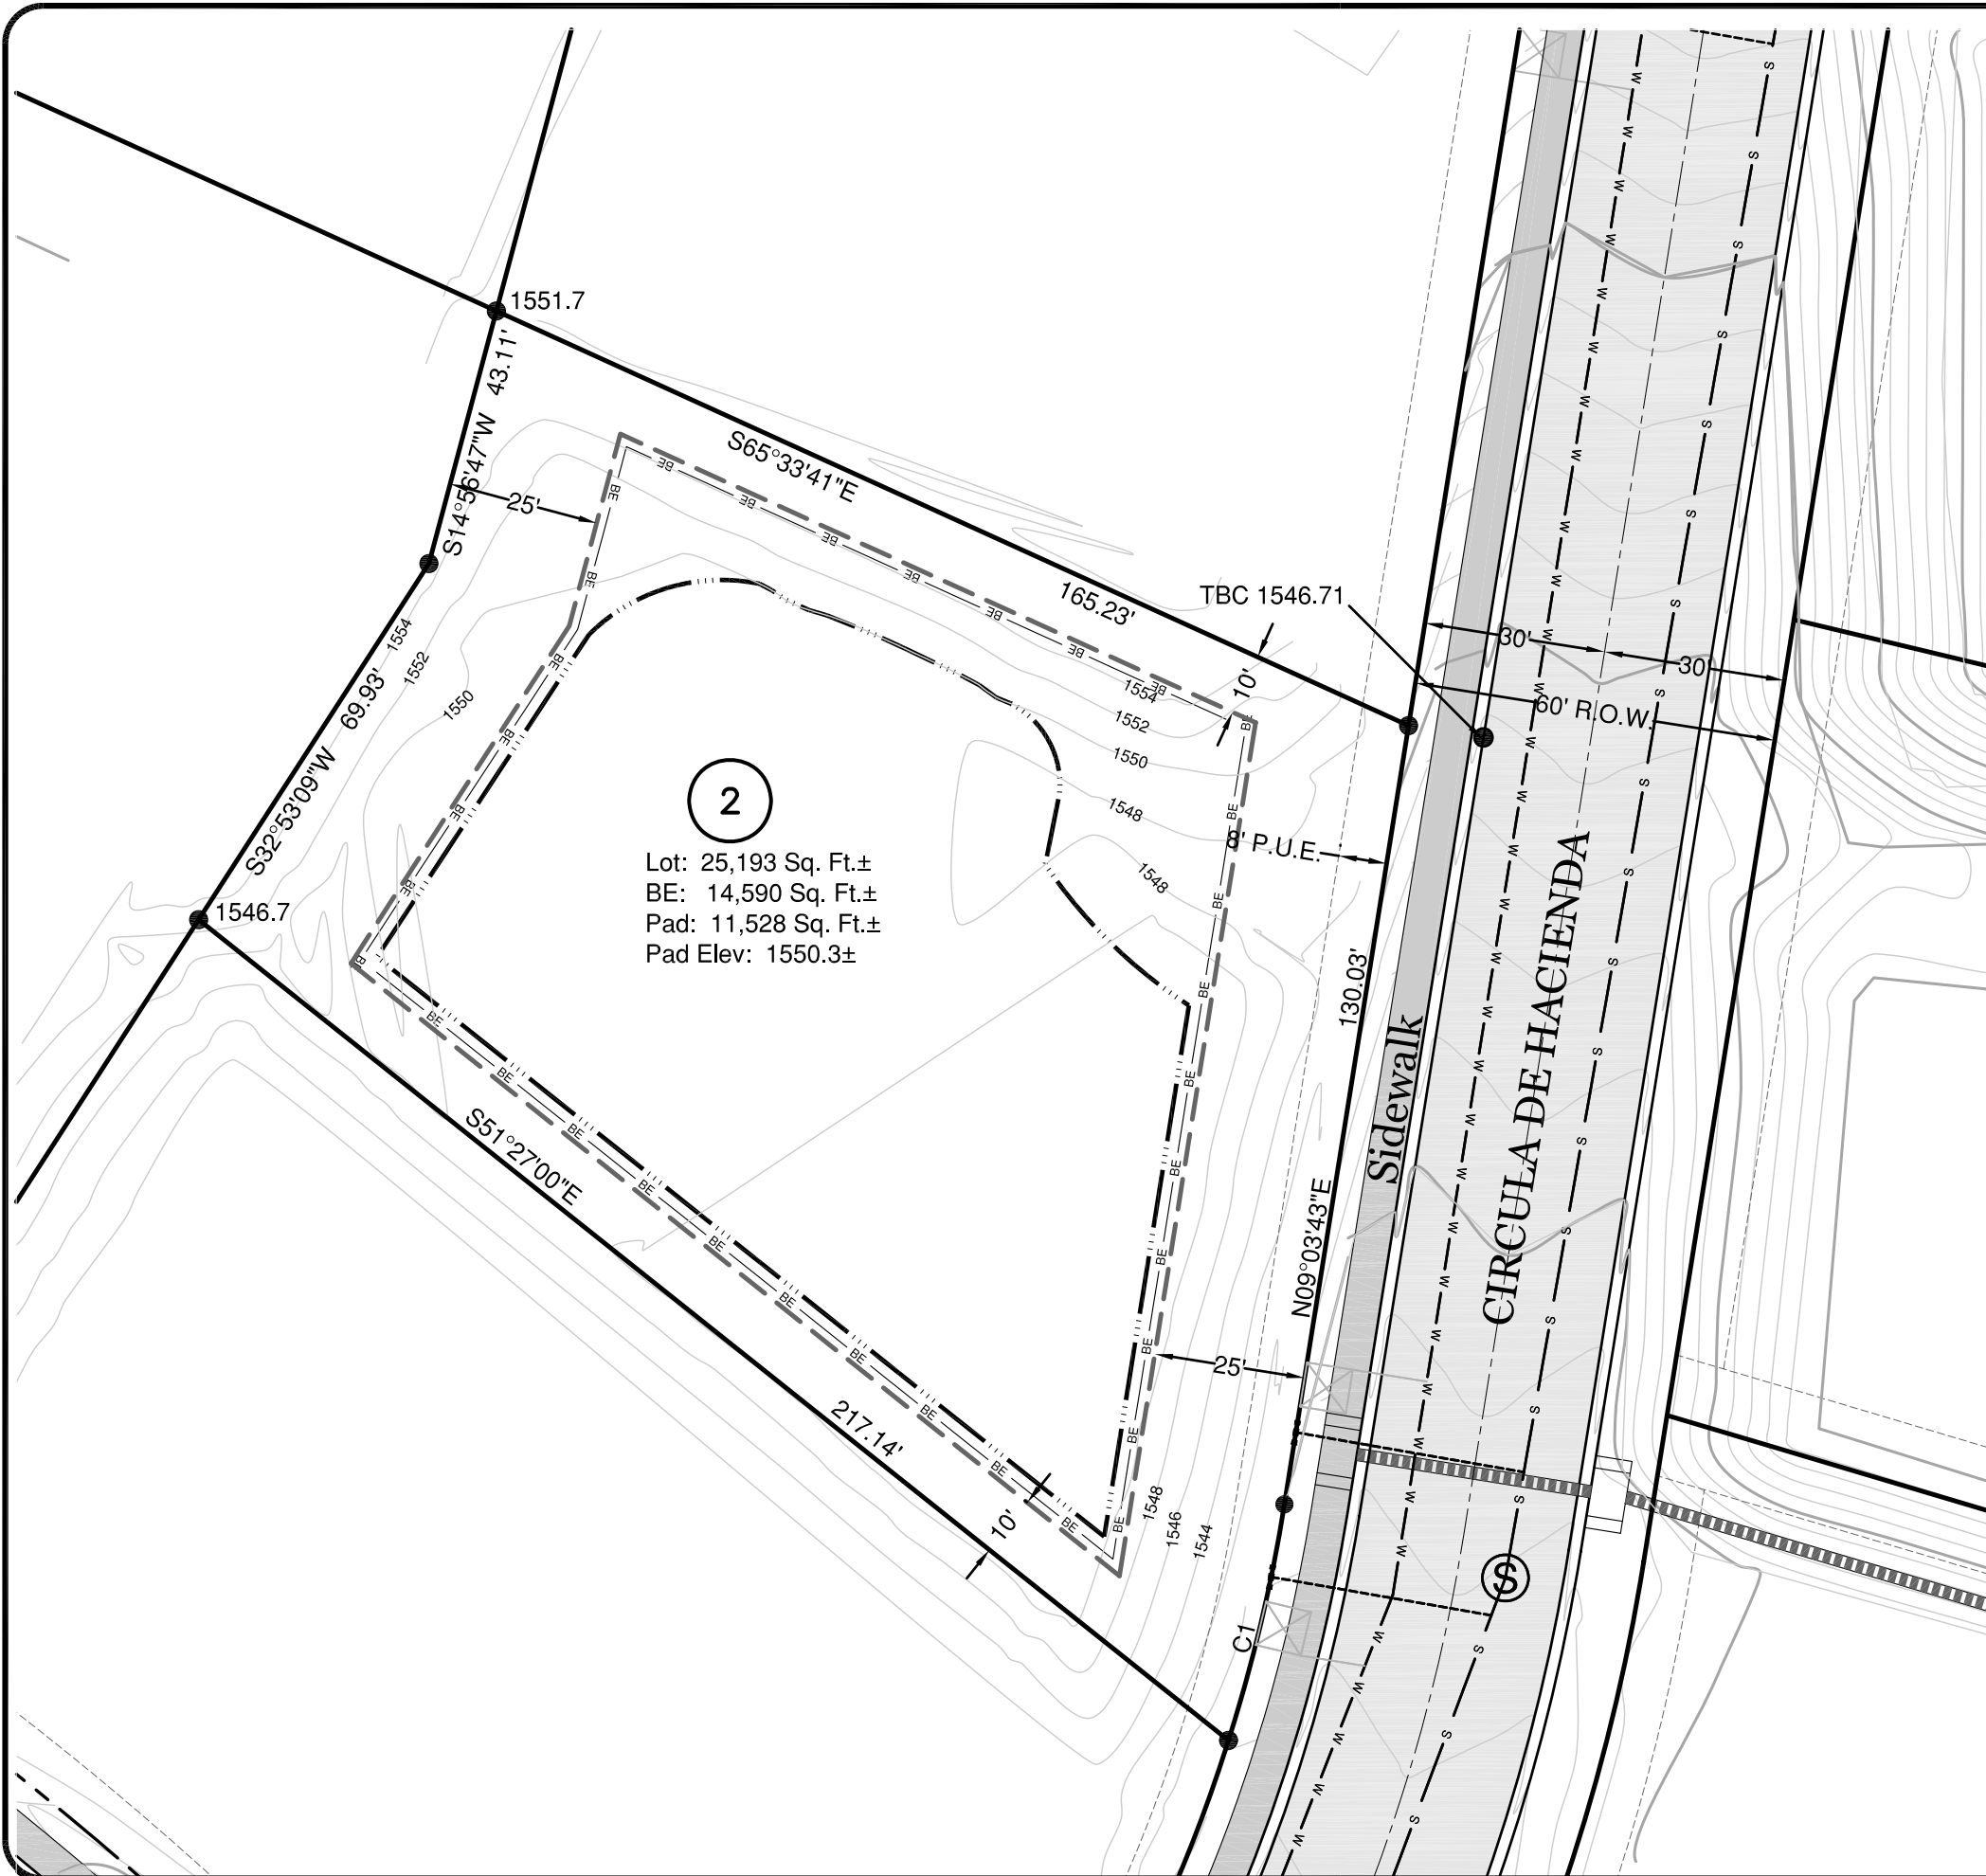 1551.7
S14°56'47"W 43.11'
25'
S65°33'41"E
165.23'
10'
TBC 1546.71
30'
30'
60' R.O.W.
1554
1552
1550
S32°53'09"W 69.93'
1554
1552
1550
1548
1548
8' P.U.E.
2
Lot: 25,193 Sq. Ft.±
BE: 14,590 Sq. Ft.±
Pad: 11,528 Sq. Ft.±
Pad Elev: 1550.3±
1546.7
130.03'
N09°03'43"E
Sidewalk
CIRCULA DE HACIENDA
S51°27'00"E
217.14'
10'
25'
1548
1546
1544
S
C1
BE
W
S